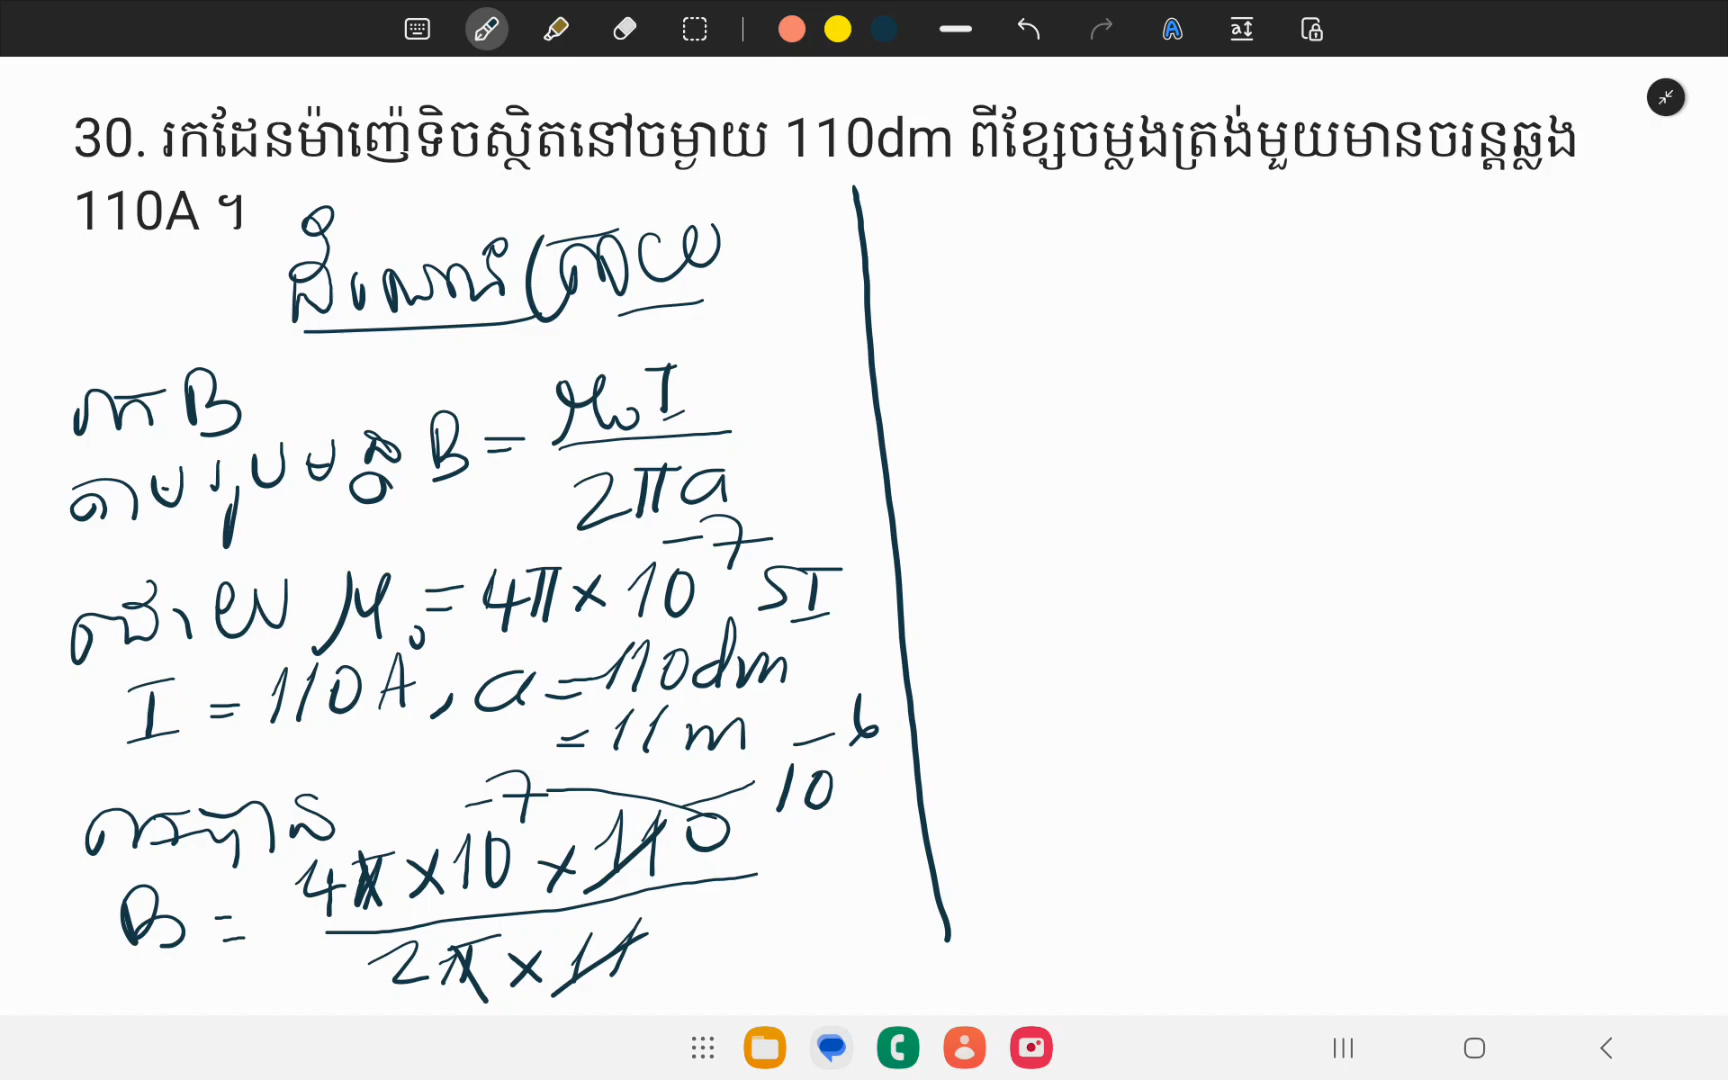 30. រកដែនម៉ាញ៉េទិចស្ថិតនៅចម្ងាយ 110dm ពីខ្សែចម្លងត្រង់មួយមានចរន្តឆ្លង
110A ។
ដំណោះស្រាយ
រក B
តាមរូបមន្ត B = μ₀I / 2πa
ដោយ μ₀ = 4π × 10⁻⁷ SI
I = 110A, a = 110dm
= 11 m
គេបាន
B = 4π × 10⁻⁷ × 110 / 2π × 11
10⁻⁶